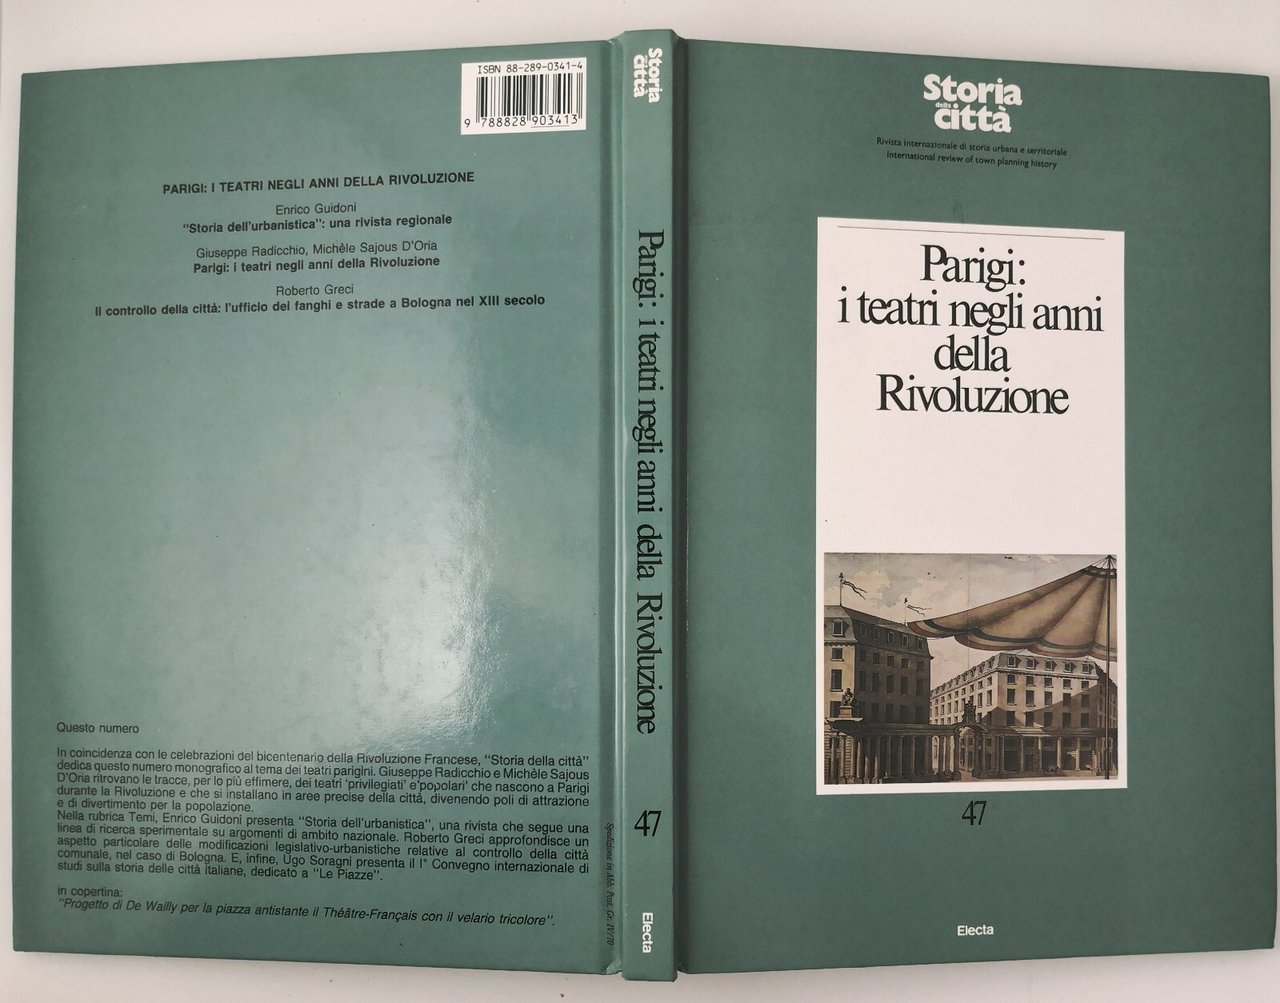 ISBN 88-289-0341-4
9 788828 903413
PARIGI: I TEATRI NEGLI ANNI DELLA RIVOLUZIONE
Enrico Guidoni
"Storia dell'urbanistica": una rivista regionale
Giuseppe Radicchio, Michèle Sajous D'Oria
Parigi: i teatri negli anni della Rivoluzione
Roberto Greci
Il controllo della città: l'ufficio dei fanghi e strade a Bologna nel XIII secolo
Questo numero
In coincidenza con le celebrazioni del bicentenario della Rivoluzione Francese, "Storia della città"
dedica questo numero monografico al tema dei teatri parigini. Giuseppe Radicchio e Michèle Sajous
D'Oria ritrovano le tracce, per lo più effimere, dei teatri 'privilegiati' e'popolari' che nascono a Parigi
durante la Rivoluzione e che si installano in aree precise della città, divenendo poli di attrazione
e di divertimento per la popolazione.
Nella rubrica Temi, Enrico Guidoni presenta "Storia dell'urbanistica", una rivista che segue una
linea di ricerca sperimentale su argomenti di ambito nazionale. Roberto Greci approfondisce un
aspetto particolare delle modificazioni legislativo-urbanistiche relative al controllo della città
comunale, nel caso di Bologna. E, infine, Ugo Soragni presenta il I° Convegno internazionale di
studi sulla storia delle città italiane, dedicato a "Le Piazze".
in copertina:
"Progetto di De Wailly per la piazza antistante il Théâtre-Français con il velario tricolore".
Spedizione in Abb. Post. Gr. IV/70
Storia
della
città
Parigi: i teatri negli anni della Rivoluzione
47
Electa
Storia
della
città
Rivista internazionale di storia urbana e territoriale
International review of town planning history
Parigi:
i teatri negli anni
della
Rivoluzione
47
Electa